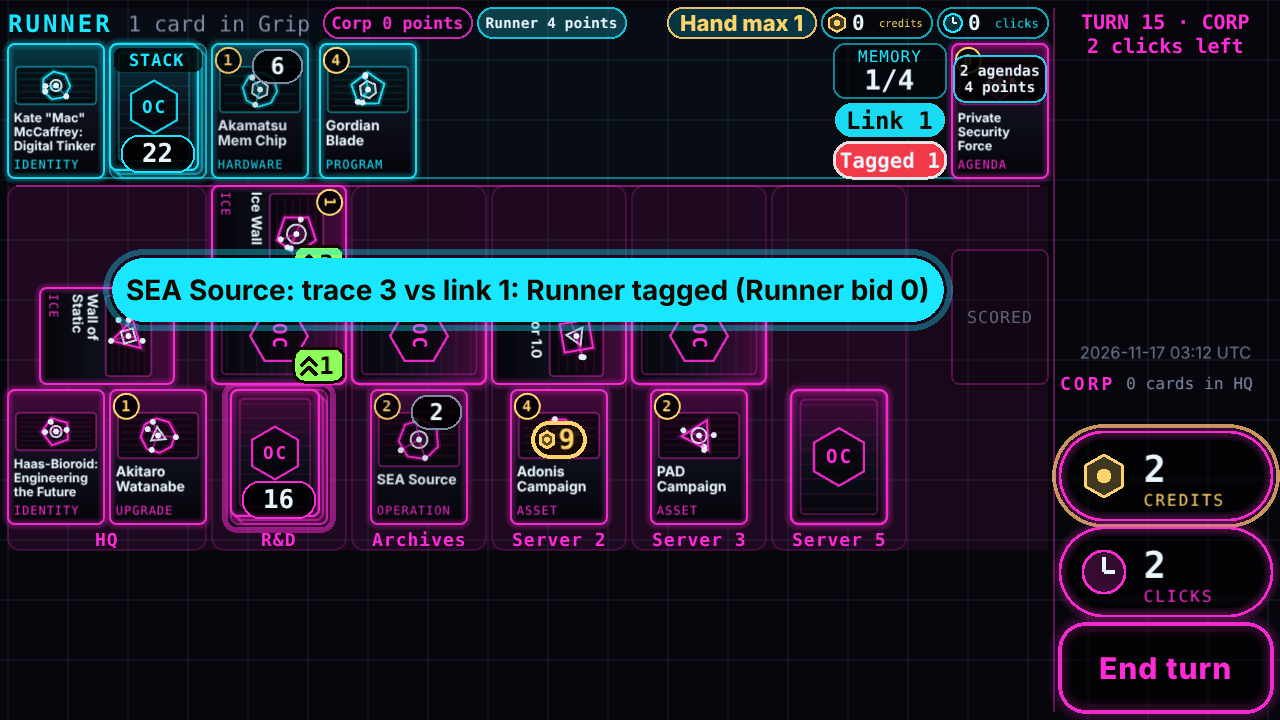 RUNNER 1 card in Grip
Corp 0 points
Runner 4 points
Hand max 1
0 credits
0 clicks
TURN 15 · CORP
2 clicks left
Kate "Mac"
McCaffrey:
Digital Tinker
IDENTITY
STACK
OC
22
1
6
Akamatsu
Mem Chip
HARDWARE
4
Gordian
Blade
PROGRAM
MEMORY
1/4
Link 1
Tagged 1
2 agendas
4 points
Private
Security
Force
AGENDA
ICE
Ice Wall
1
SEA Source: trace 3 vs link 1: Runner tagged (Runner bid 0)
ICE
Wall of
Static
OC
1
OC
or 1.0
OC
SCORED
2026-11-17 03:12 UTC
CORP 0 cards in HQ
Haas-Bioroid:
Engineering
the Future
IDENTITY
1
Akitaro
Watanabe
UPGRADE
OC
16
2
2
SEA Source
OPERATION
4
9
Adonis
Campaign
ASSET
2
PAD
Campaign
ASSET
OC
HQ
R&D
Archives
Server 2
Server 3
Server 5
2
CREDITS
2
CLICKS
End turn